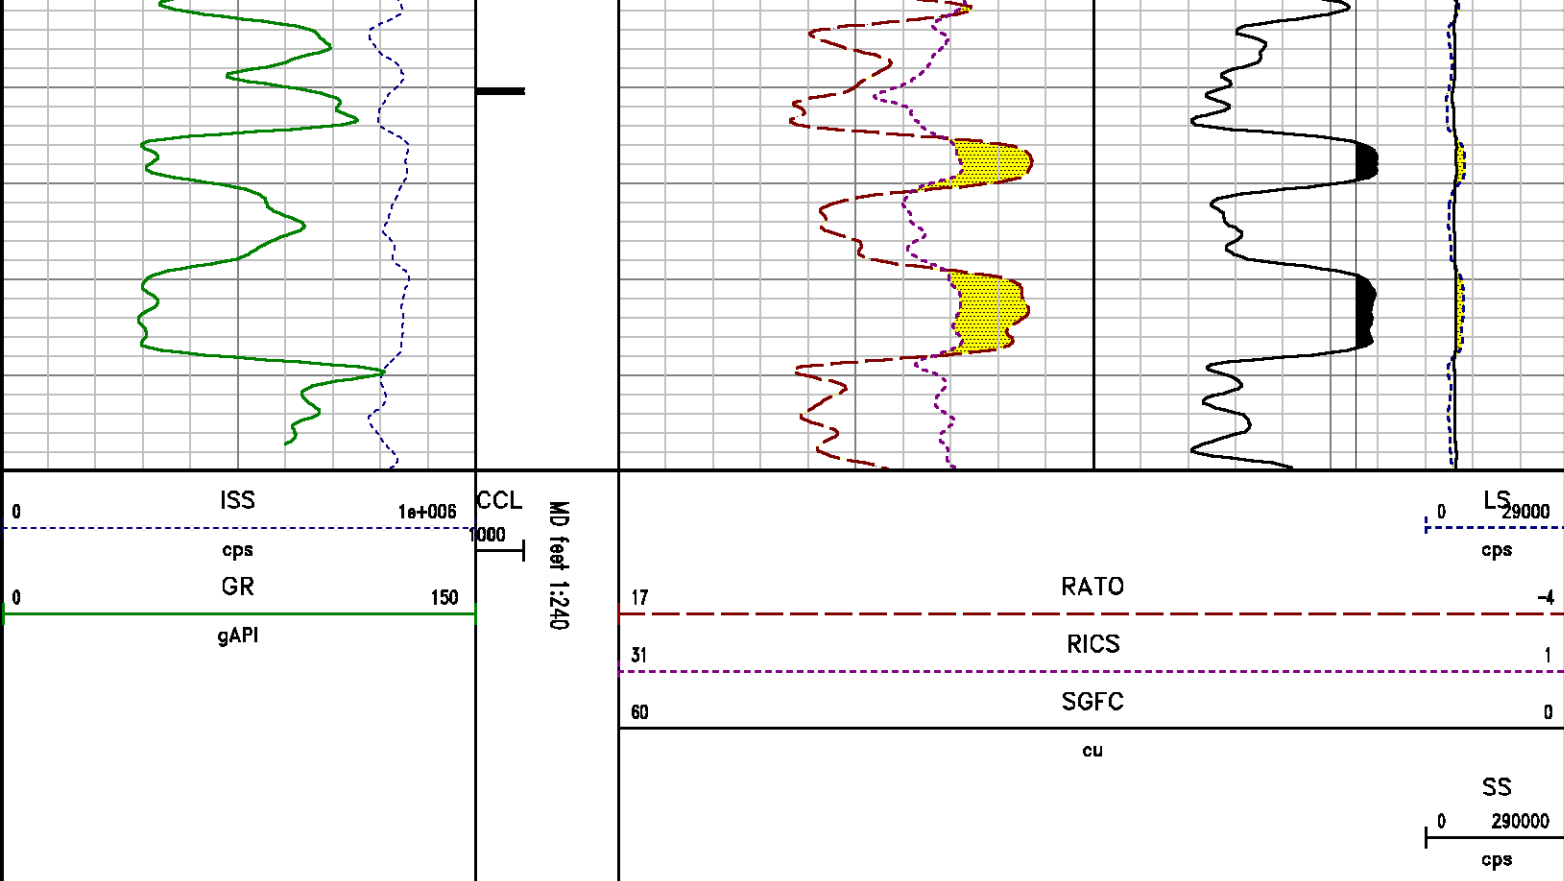 ISS
0 1e+006
cps
GR
0 150
gAPI
CCL
1000
MD feet 1:240
LS
0 29000
cps
RATO
17 -4
RICS
31 1
SGFC
60 0
cu
SS
0 290000
cps